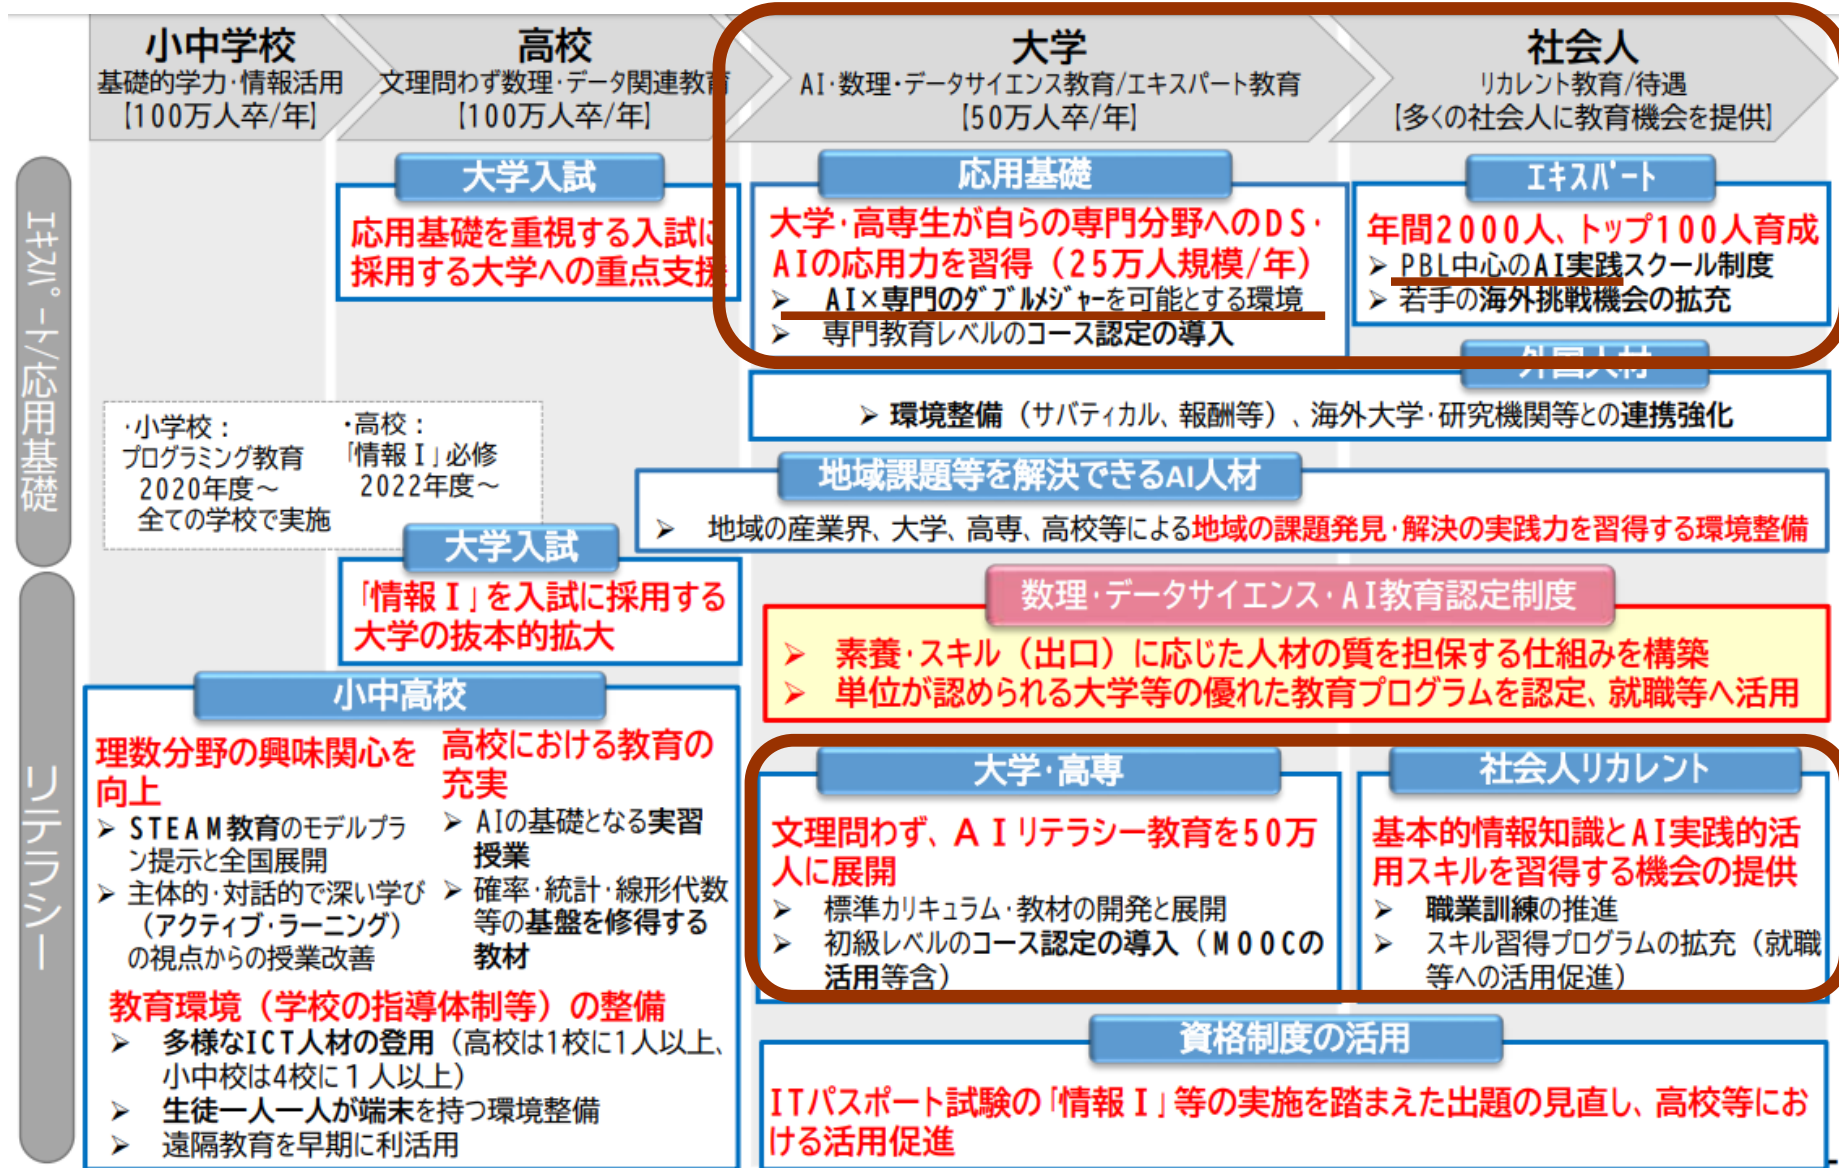 小中学校
基礎的学力・情報活用
【100万人卒/年】
高校
文理問わず数理・データ関連教育
【100万人卒/年】
大学
AI・数理・データサイエンス教育/エキスパート教育
【50万人卒/年】
社会人
リカレント教育/待遇
【多くの社会人に教育機会を提供】
エキスパート/応用基礎
大学入試
応用基礎を重視する入試に
採用する大学への重点支援
応用基礎
大学・高専生が自らの専門分野へのDS・
AIの応用力を習得（25万人規模/年）
➢ AI×専門のダブルメジャーを可能とする環境
➢ 専門教育レベルのコース認定の導入
エキスパート
年間2000人、トップ100人育成
➢ PBL中心のAI実践スクール制度
➢ 若手の海外挑戦機会の拡充
外国人材
➢ 環境整備（サバティカル、報酬等）、海外大学・研究機関等との連携強化
・小学校：
プログラミング教育
2020年度～
全ての学校で実施
・高校：
「情報Ⅰ」必修
2022年度～
地域課題等を解決できるAI人材
➢ 地域の産業界、大学、高専、高校等による地域の課題発見・解決の実践力を習得する環境整備
リテラシー
大学入試
「情報Ⅰ」を入試に採用する
大学の抜本的拡大
数理・データサイエンス・AI教育認定制度
➢ 素養・スキル（出口）に応じた人材の質を担保する仕組みを構築
➢ 単位が認められる大学等の優れた教育プログラムを認定、就職等へ活用
小中高校
理数分野の興味関心を
向上
➢ STEAM教育のモデルプラ
ン提示と全国展開
➢ 主体的・対話的で深い学び
（アクティブ・ラーニング）
の視点からの授業改善
高校における教育の
充実
➢ AIの基礎となる実習
授業
➢ 確率・統計・線形代数
等の基盤を修得する
教材
教育環境（学校の指導体制等）の整備
➢ 多様なICT人材の登用（高校は1校に1人以上、
小中校は4校に１人以上）
➢ 生徒一人一人が端末を持つ環境整備
➢ 遠隔教育を早期に利活用
大学・高専
文理問わず、ＡＩリテラシー教育を50万
人に展開
➢ 標準カリキュラム・教材の開発と展開
➢ 初級レベルのコース認定の導入（MOOCの
活用等含）
社会人リカレント
基本的情報知識とAI実践的活
用スキルを習得する機会の提供
➢ 職業訓練の推進
➢ スキル習得プログラムの拡充（就職
等への活用促進）
資格制度の活用
ITパスポート試験の「情報Ⅰ」等の実施を踏まえた出題の見直し、高校等にお
ける活用促進